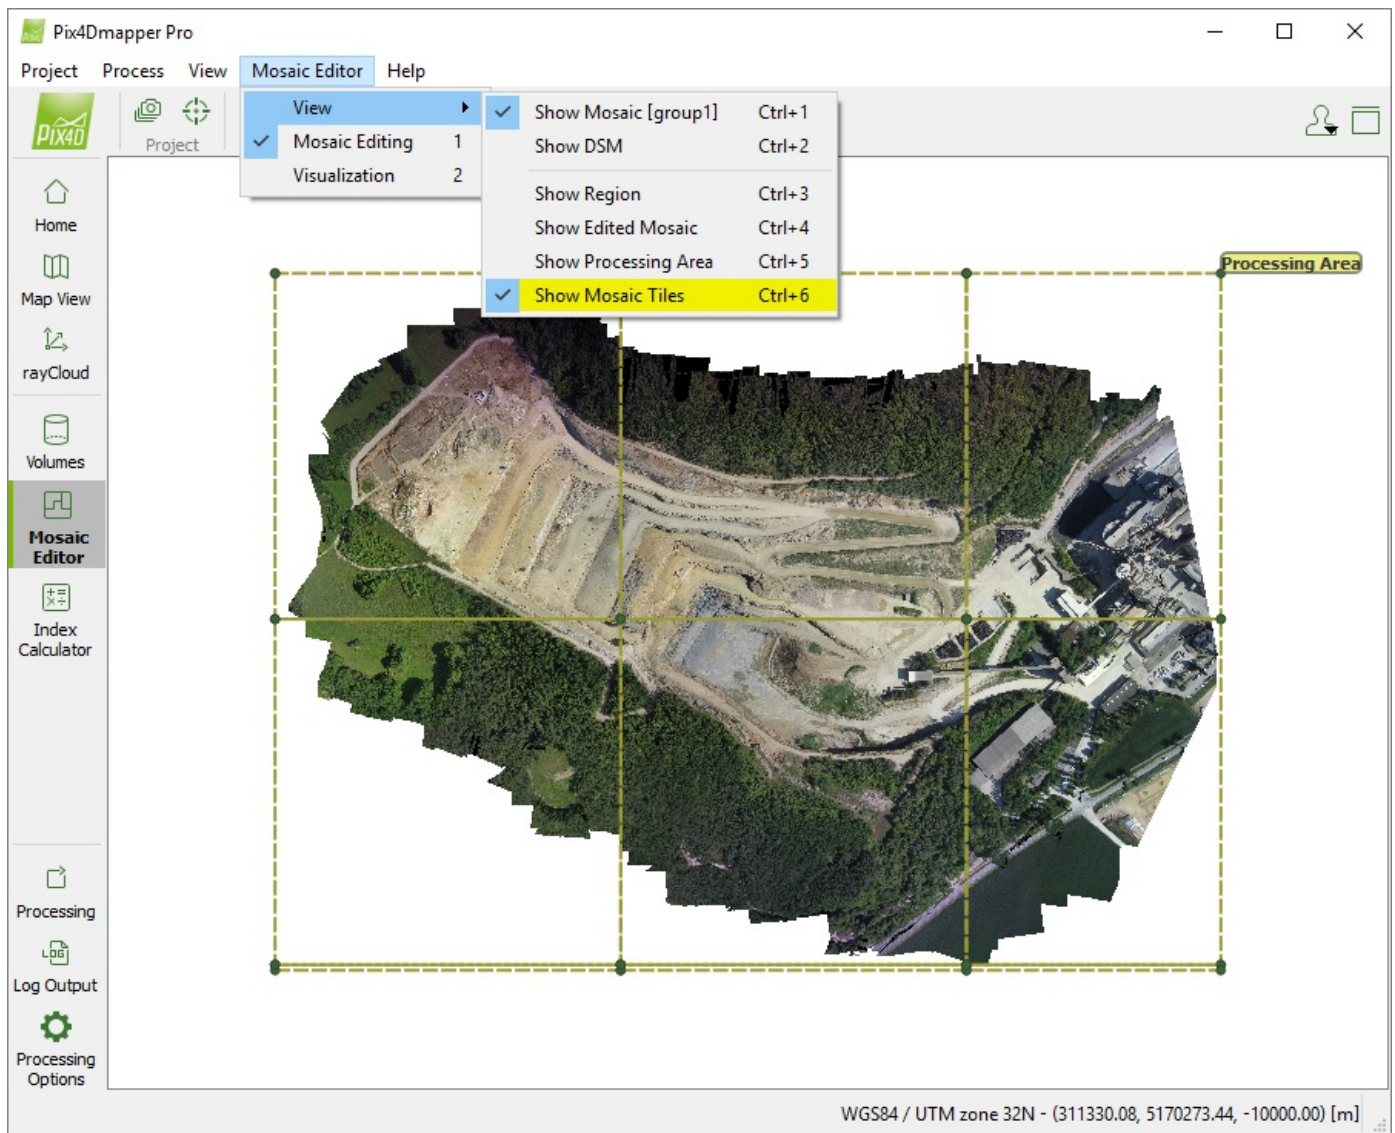 Pix4Dmapper Pro
Project Process View Mosaic Editor Help
PIX4D
Project
View
Mosaic Editing 1
Visualization 2
Show Mosaic [group1] Ctrl+1
Show DSM Ctrl+2
Show Region Ctrl+3
Show Edited Mosaic Ctrl+4
Show Processing Area Ctrl+5
Show Mosaic Tiles Ctrl+6
Home
Map View
rayCloud
Volumes
Mosaic
Editor
Index
Calculator
Processing
LOG
Log Output
Processing
Options
Processing Area
WGS84 / UTM zone 32N - (311330.08, 5170273.44, -10000.00) [m]